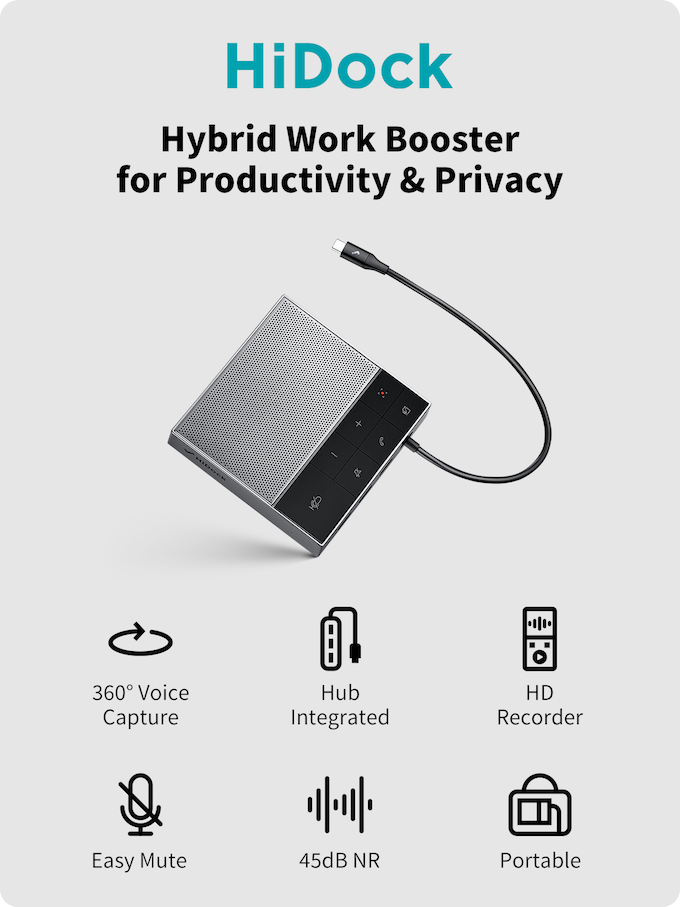 HiDock
Hybrid Work Booster
for Productivity & Privacy
HiDock
360° Voice
Capture
Hub
Integrated
HD
Recorder
Easy Mute
45dB NR
Portable